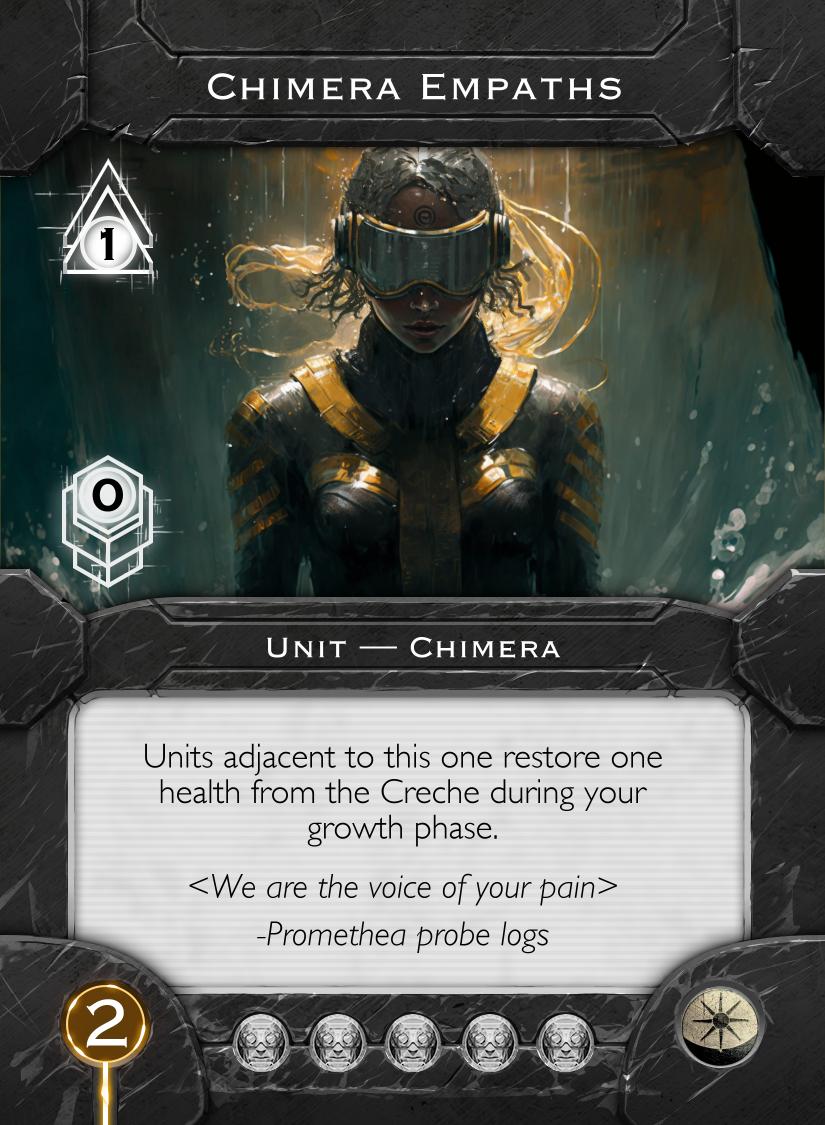 Chimera Empaths
1
0
Unit — Chimera
Units adjacent to this one restore one
health from the Creche during your
growth phase.
<We are the voice of your pain>
-Promethea probe logs
2